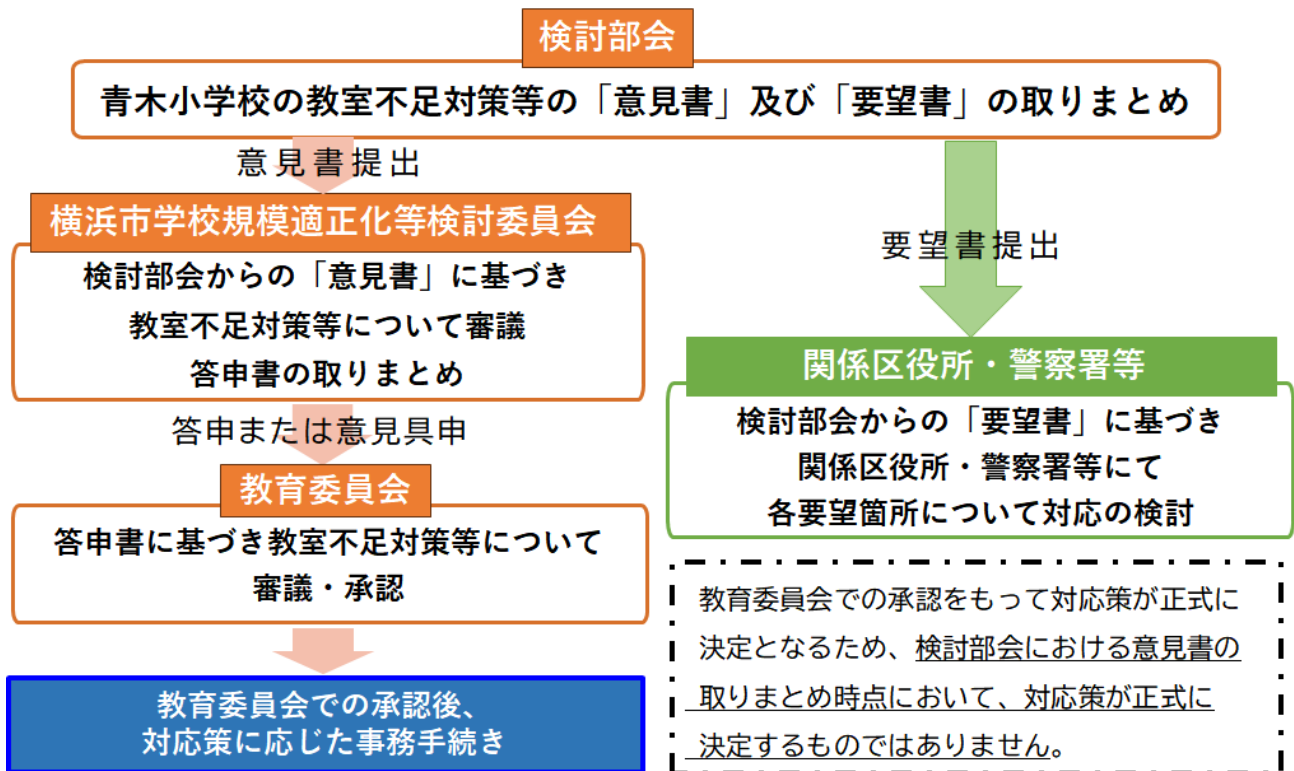 検討部会
青木小学校の教室不足対策等の「意見書」及び「要望書」の取りまとめ
意見書提出
横浜市学校規模適正化等検討委員会
検討部会からの「意見書」に基づき
教室不足対策等について審議
答申書の取りまとめ
答申または意見具申
教育委員会
答申書に基づき教室不足対策等について
審議・承認
教育委員会での承認後、
対応策に応じた事務手続き
要望書提出
関係区役所・警察署等
検討部会からの「要望書」に基づき
関係区役所・警察署等にて
各要望箇所について対応の検討
教育委員会での承認をもって対応策が正式に
決定となるため、検討部会における意見書の
取りまとめ時点において、対応策が正式に
決定するものではありません。